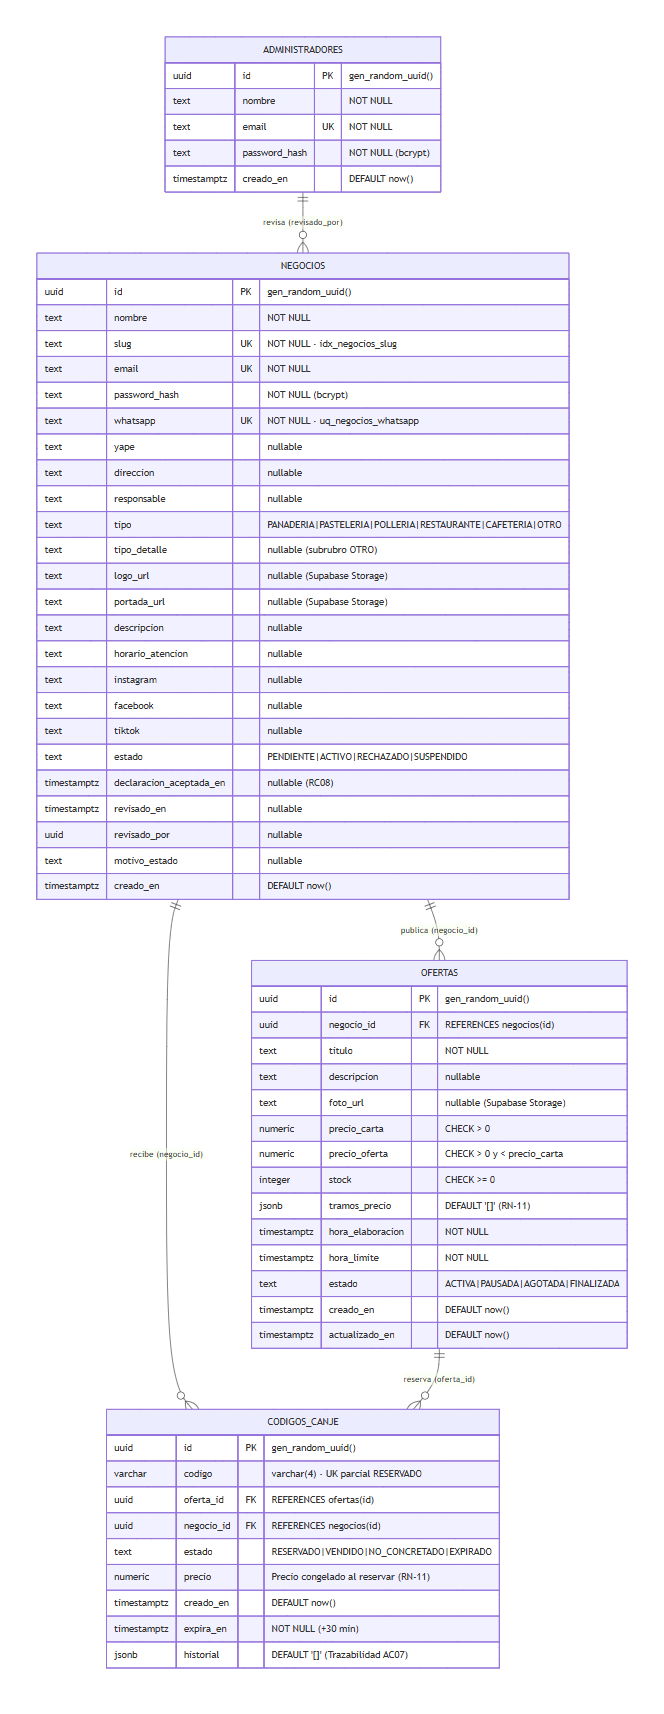 ADMINISTRADORES
uuid id PK gen_random_uuid()
text nombre NOT NULL
text email UK NOT NULL
text password_hash NOT NULL (bcrypt)
timestamptz creado_en DEFAULT now()
revisa (revisado_por)
NEGOCIOS
uuid id PK gen_random_uuid()
text nombre NOT NULL
text slug UK NOT NULL - idx_negocios_slug
text email UK NOT NULL
text password_hash NOT NULL (bcrypt)
text whatsapp UK NOT NULL - uq_negocios_whatsapp
text yape nullable
text direccion nullable
text responsable nullable
text tipo PANADERIA|PASTELERIA|POLLERIA|RESTAURANTE|CAFETERIA|OTRO
text tipo_detalle nullable (subrubro OTRO)
text logo_url nullable (Supabase Storage)
text portada_url nullable (Supabase Storage)
text descripcion nullable
text horario_atencion nullable
text instagram nullable
text facebook nullable
text tiktok nullable
text estado PENDIENTE|ACTIVO|RECHAZADO|SUSPENDIDO
timestamptz declaracion_aceptada_en nullable (RC08)
timestamptz revisado_en nullable
uuid revisado_por nullable
text motivo_estado nullable
timestamptz creado_en DEFAULT now()
publica (negocio_id)
OFERTAS
uuid id PK gen_random_uuid()
uuid negocio_id FK REFERENCES negocios(id)
text titulo NOT NULL
text descripcion nullable
text foto_url nullable (Supabase Storage)
numeric precio_carta CHECK > 0
numeric precio_oferta CHECK > 0 y < precio_carta
recibe (negocio_id)
integer stock CHECK >= 0
jsonb tramos_precio DEFAULT '[]' (RN-11)
timestamptz hora_elaboracion NOT NULL
timestamptz hora_limite NOT NULL
text estado ACTIVA|PAUSADA|AGOTADA|FINALIZADA
timestamptz creado_en DEFAULT now()
timestamptz actualizado_en DEFAULT now()
reserva (oferta_id)
CODIGOS_CANJE
uuid id PK gen_random_uuid()
varchar codigo varchar(4) - UK parcial RESERVADO
uuid oferta_id FK REFERENCES ofertas(id)
uuid negocio_id FK REFERENCES negocios(id)
text estado RESERVADO|VENDIDO|NO_CONCRETADO|EXPIRADO
numeric precio Precio congelado al reservar (RN-11)
timestamptz creado_en DEFAULT now()
timestamptz expira_en NOT NULL (+30 min)
jsonb historial DEFAULT '[]' (Trazabilidad AC07)